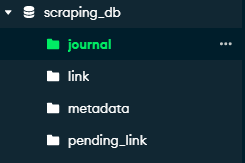 scraping_db
journal
link
metadata
pending_link